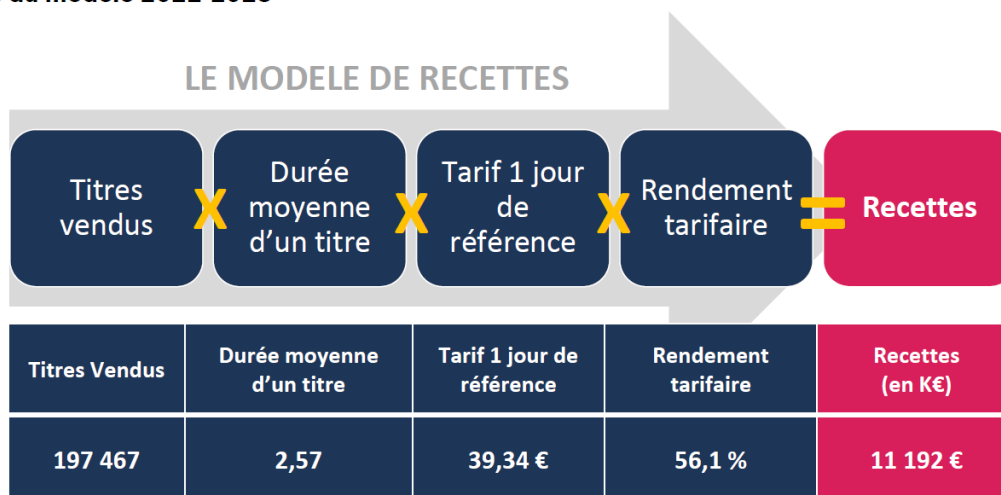 LE MODELE DE RECETTES
Titres
vendus
X
Durée
moyenne
d'un titre
X
Tarif 1 jour
de
référence
X
Rendement
tarifaire
=
Recettes
Titres Vendus
Durée moyenne
d'un titre
Tarif 1 jour de
référence
Rendement
tarifaire
Recettes
(en K€)
197 467
2,57
39,34 €
56,1 %
11 192 €